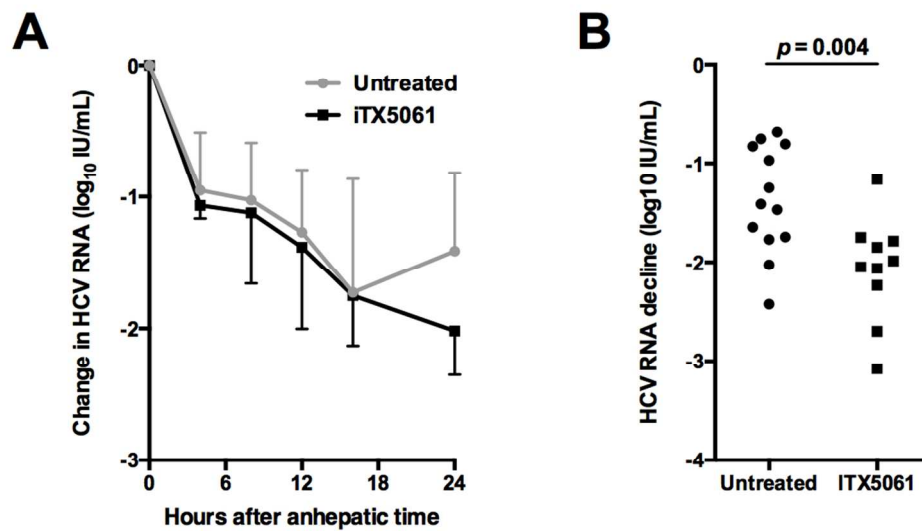 A
Change in HCV RNA (log10 IU/mL)
0
-1
-2
-3
Untreated
iTX5061
0 6 12 18 24
Hours after anhepatic time
B
p = 0.004
HCV RNA decline (log10 IU/mL)
0
-1
-2
-3
-4
Untreated ITX5061